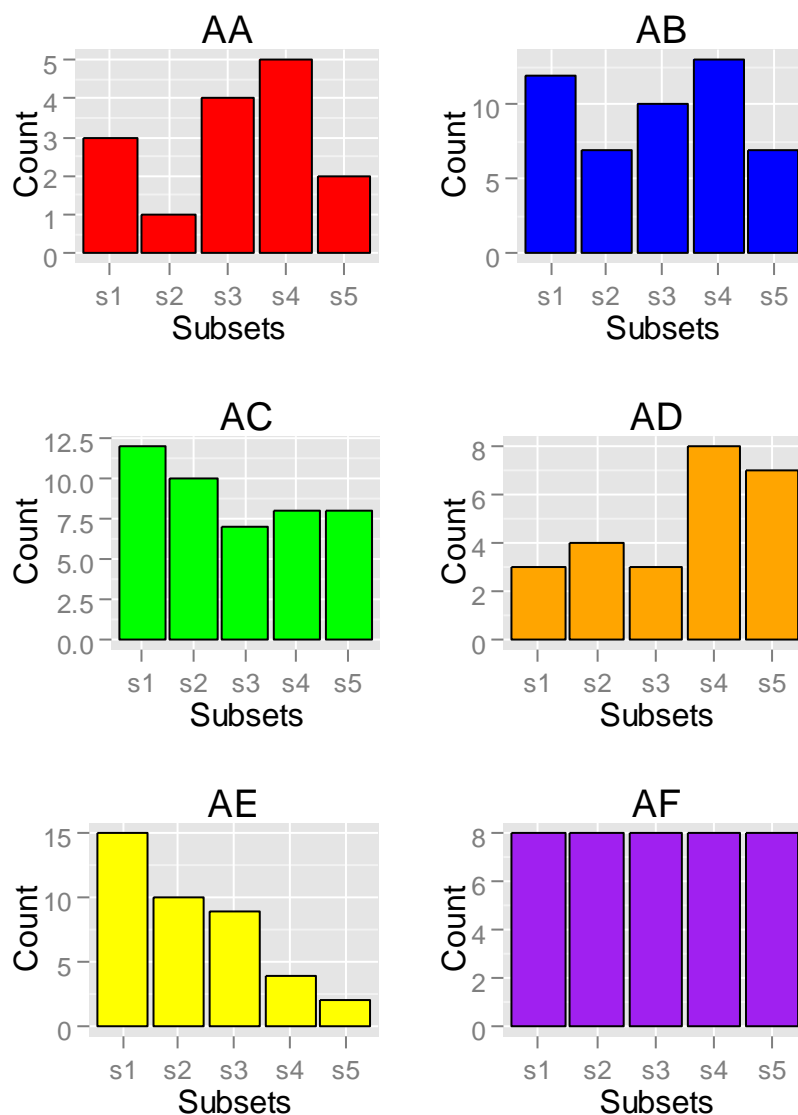 AA
Count
5
4
3
2
1
0
s1 s2 s3 s4 s5
Subsets
AB
Count
10
5
0
s1 s2 s3 s4 s5
Subsets
AC
Count
12.5
10.0
7.5
5.0
2.5
0.0
s1 s2 s3 s4 s5
Subsets
AD
Count
8
6
4
2
0
s1 s2 s3 s4 s5
Subsets
AE
Count
15
10
5
0
s1 s2 s3 s4 s5
Subsets
AF
Count
8
6
4
2
0
s1 s2 s3 s4 s5
Subsets